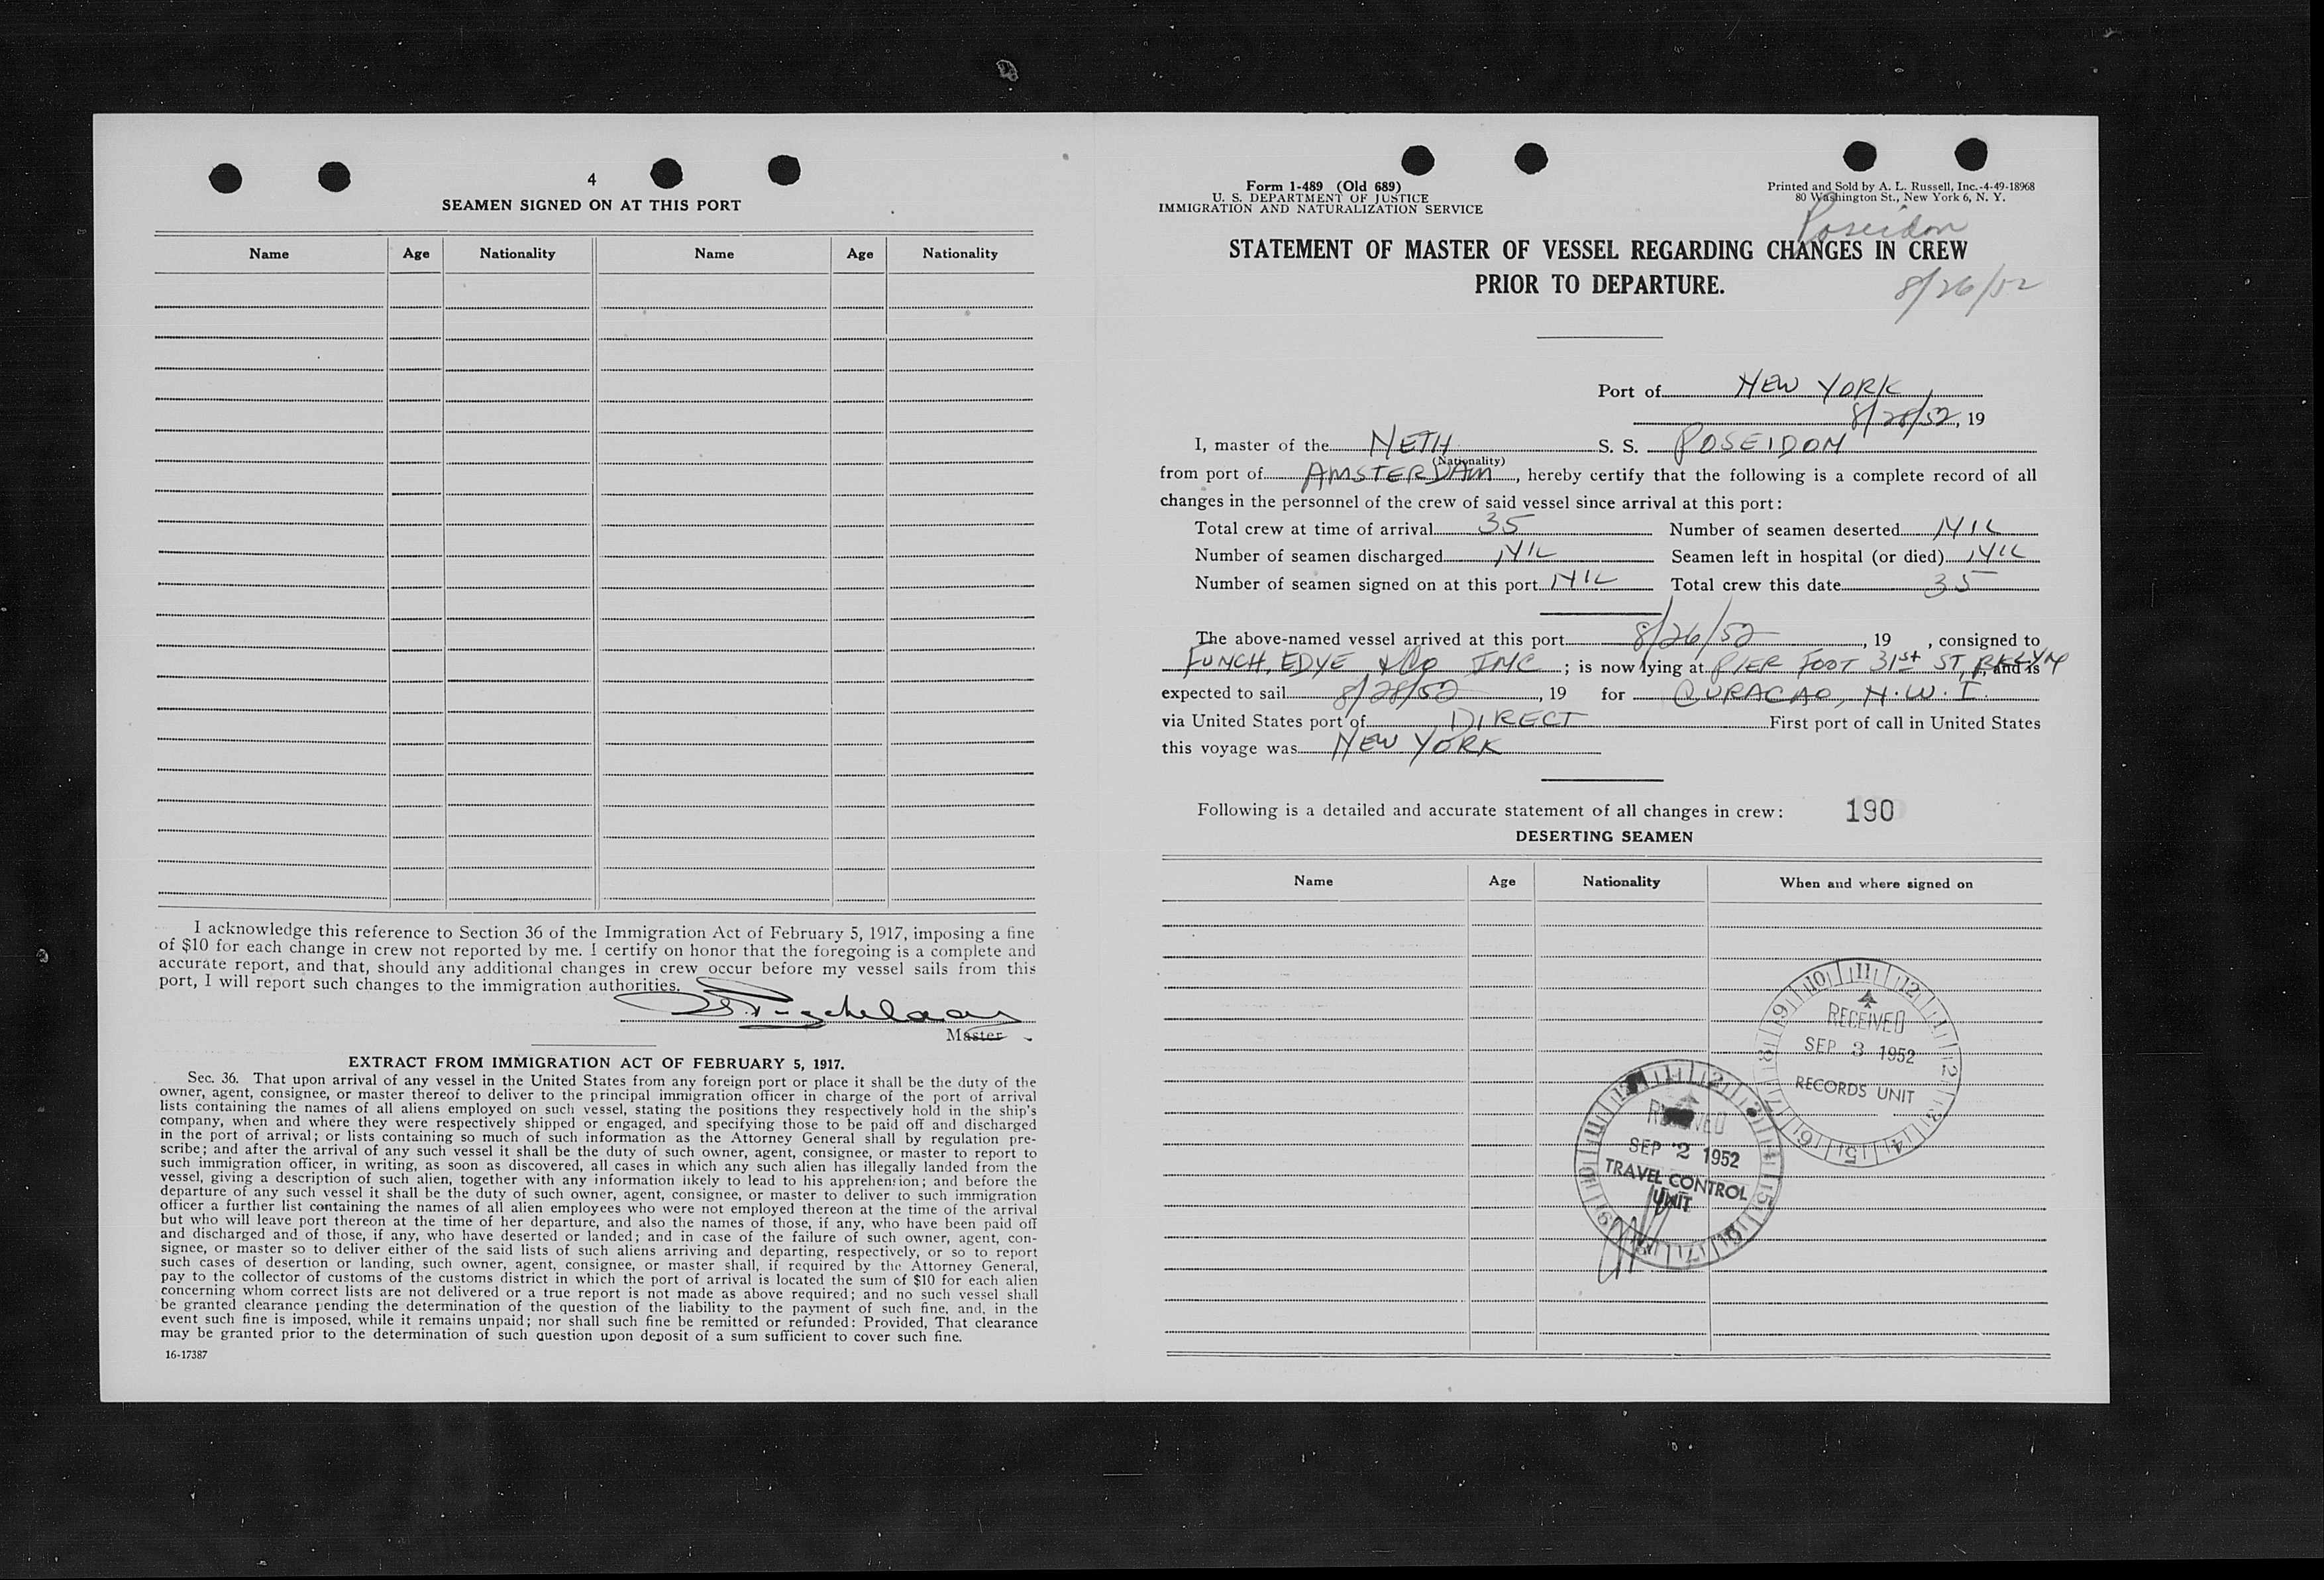 4
SEAMEN SIGNED ON AT THIS PORT
Name Age Nationality Name Age Nationality
I acknowledge this reference to Section 36 of the Immigration Act of February 5, 1917, imposing a fine
of $10 for each change in crew not reported by me. I certify on honor that the foregoing is a complete and
accurate report, and that, should any additional changes in crew occur before my vessel sails from this
port, I will report such changes to the immigration authorities.
Master
EXTRACT FROM IMMIGRATION ACT OF FEBRUARY 5, 1917.
Sec. 36. That upon arrival of any vessel in the United States from any foreign port or place it shall be the duty of the
owner, agent, consignee, or master thereof to deliver to the principal immigration officer in charge of the port of arrival
lists containing the names of all aliens employed on such vessel, stating the positions they respectively hold in the ship's
company, when and where they were respectively shipped or engaged, and specifying those to be paid off and discharged
in the port of arrival; or lists containing so much of such information as the Attorney General shall by regulation pre-
scribe; and after the arrival of any such vessel it shall be the duty of such owner, agent, consignee, or master to report to
such immigration officer, in writing, as soon as discovered, all cases in which any such alien has illegally landed from the
vessel, giving a description of such alien, together with any information likely to lead to his apprehension; and before the
departure of any such vessel it shall be the duty of such owner, agent, consignee, or master to deliver to such immigration
officer a further list containing the names of all alien employees who were not employed thereon at the time of the arrival
but who will leave port thereon at the time of her departure, and also the names of those, if any, who have been paid off
and discharged and of those, if any, who have deserted or landed; and in case of the failure of such owner, agent, con-
signee, or master so to deliver either of the said lists of such aliens arriving and departing, respectively, or so to report
such cases of desertion or landing, such owner, agent, consignee, or master shall, if required by the Attorney General,
pay to the collector of customs of the customs district in which the port of arrival is located the sum of $10 for each alien
concerning whom correct lists are not delivered or a true report is not made as above required; and no such vessel shall
be granted clearance pending the determination of the question of the liability to the payment of such fine, and, in the
event such fine is imposed, while it remains unpaid; nor shall such fine be remitted or refunded: Provided, That clearance
may be granted prior to the determination of such question upon deposit of a sum sufficient to cover such fine.
16-17387
Form 1-489 (Old 689)
U. S. DEPARTMENT OF JUSTICE
IMMIGRATION AND NATURALIZATION SERVICE
Printed and Sold by A. L. Russell, Inc.-4-49-18968
80 Washington St., New York 6, N. Y.
Poseidon
STATEMENT OF MASTER OF VESSEL REGARDING CHANGES IN CREW
PRIOR TO DEPARTURE.
8/26/52
Port of NEW YORK
8/28/52, 19
I, master of the NETH S. S. POSEIDON
(Nationality)
from port of AMSTERDAM, hereby certify that the following is a complete record of all
changes in the personnel of the crew of said vessel since arrival at this port:
Total crew at time of arrival 35 Number of seamen deserted NIL
Number of seamen discharged NIL Seamen left in hospital (or died) NIL
Number of seamen signed on at this port NIL Total crew this date 35
The above-named vessel arrived at this port 8/26/52, 19 , consigned to
FUNCH, EDYE & Co INC; is now lying at PIER FOOT 31st ST, BKLYN, and is
expected to sail 8/28/52, 19 for CURACAO, N.W.I.
via United States port of DIRECT First port of call in United States
this voyage was NEW YORK
Following is a detailed and accurate statement of all changes in crew: 190
DESERTING SEAMEN
Name Age Nationality When and where signed on
RECEIVED
SEP 3 1952
RECORDS UNIT
RECEIVED
SEP 2 1952
TRAVEL CONTROL
UNIT